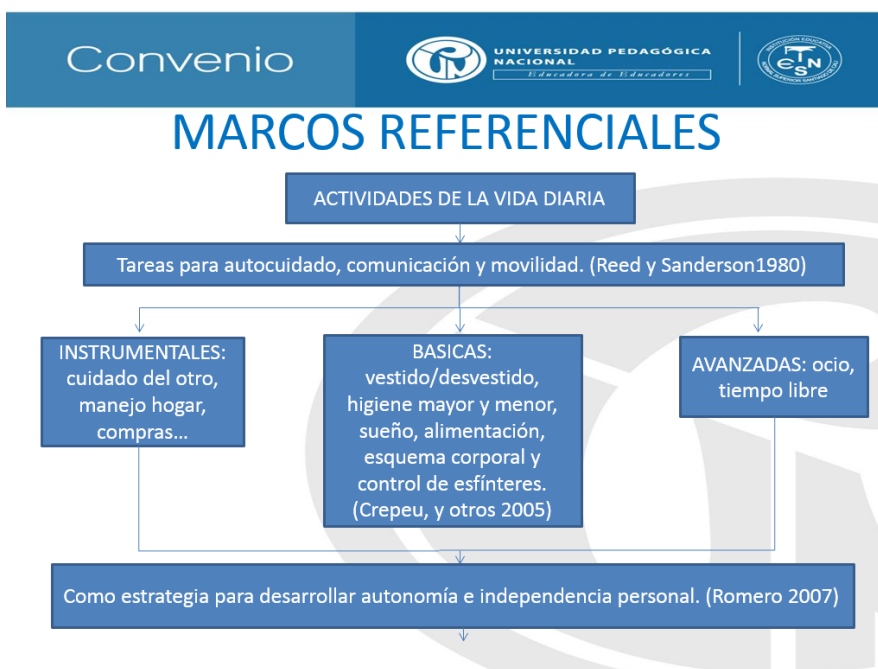 Convenio
UNIVERSIDAD PEDAGÓGICA
NACIONAL
Educadora de Educadores
MARCOS REFERENCIALES
ACTIVIDADES DE LA VIDA DIARIA
Tareas para autocuidado, comunicación y movilidad. (Reed y Sanderson1980)
INSTRUMENTALES:
cuidado del otro,
manejo hogar,
compras...
BASICAS:
vestido/desvestido,
higiene mayor y menor,
sueño, alimentación,
esquema corporal y
control de esfínteres.
(Crepeu, y otros 2005)
AVANZADAS: ocio,
tiempo libre
Como estrategia para desarrollar autonomía e independencia personal. (Romero 2007)